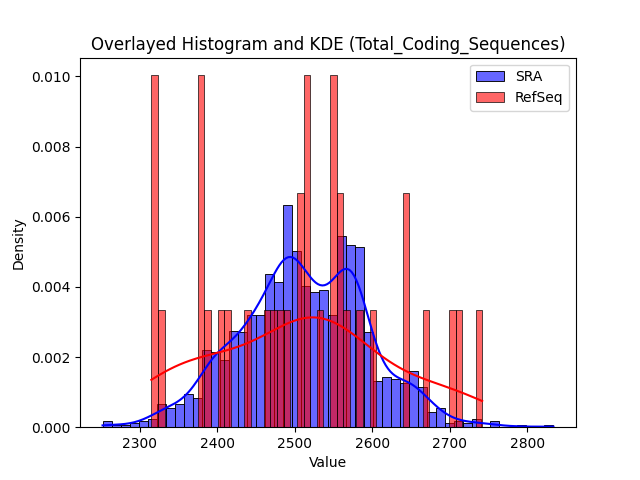 Overlayed Histogram and KDE (Total_Coding_Sequences)
SRA
RefSeq
0.010
0.008
0.006
0.004
0.002
0.000
Density
2300 2400 2500 2600 2700 2800
Value